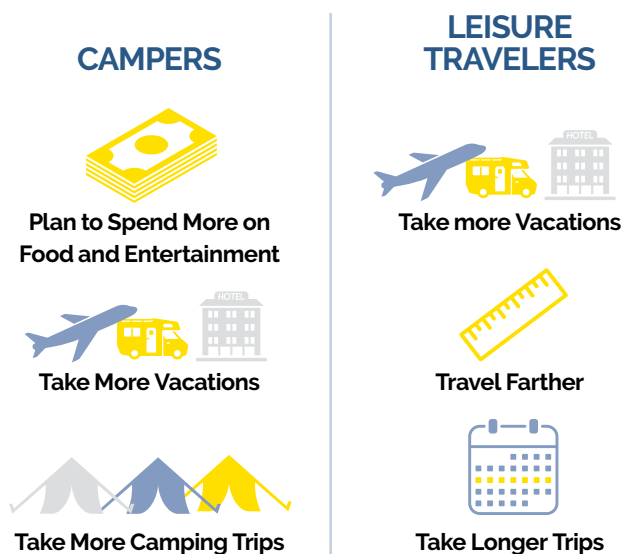 CAMPERS
Plan to Spend More on
Food and Entertainment
HOTEL
Take More Vacations
Take More Camping Trips
LEISURE
TRAVELERS
HOTEL
Take more Vacations
Travel Farther
Take Longer Trips